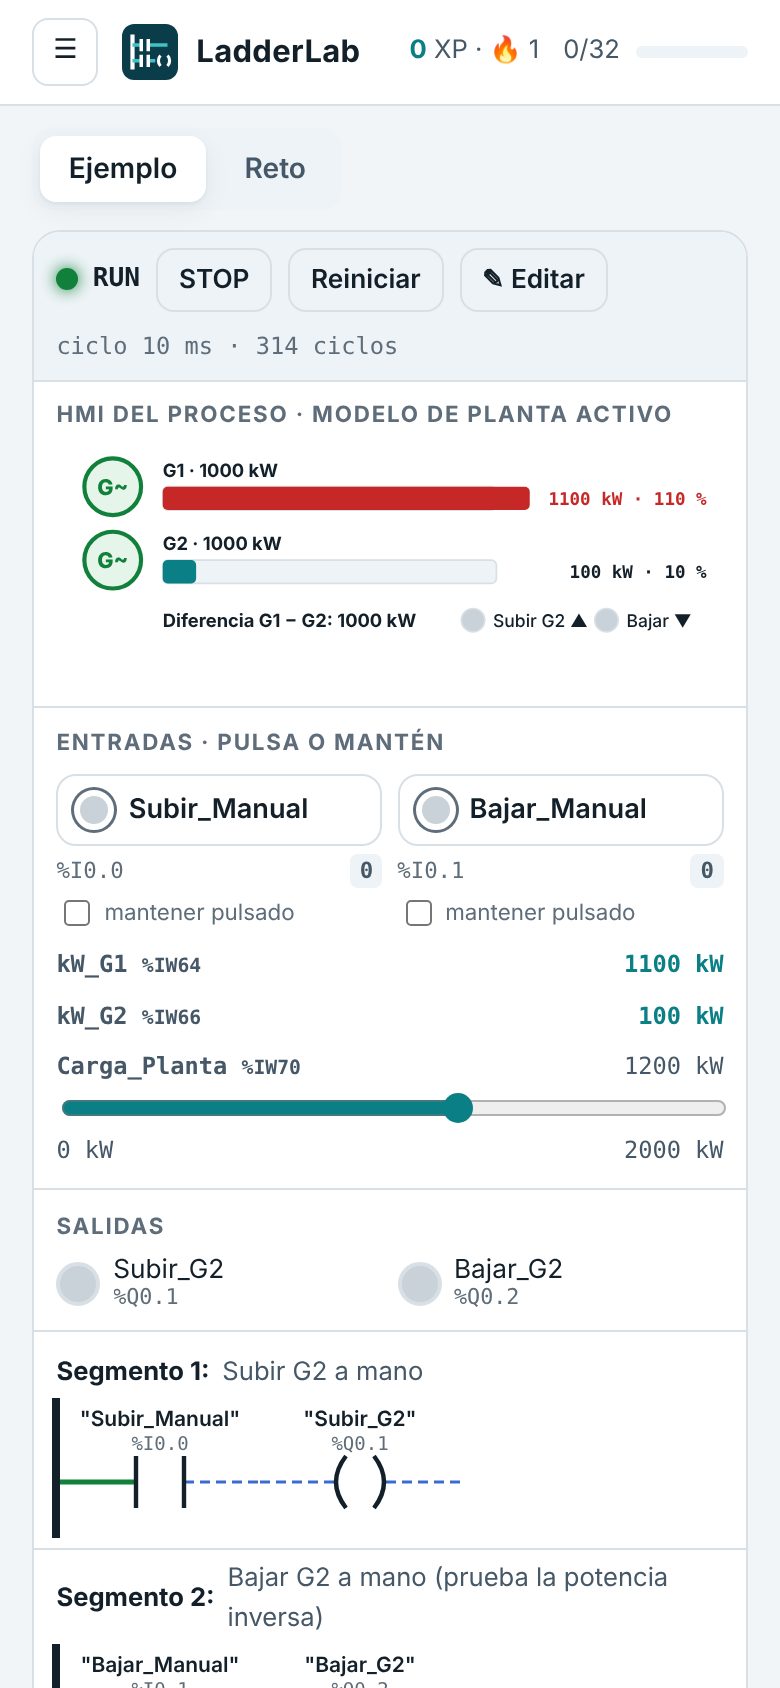 ☰ LadderLab 0 XP · 🔥 1 0/32
Ejemplo Reto
RUN STOP Reiniciar ✎ Editar
ciclo 10 ms · 314 ciclos
HMI DEL PROCESO · MODELO DE PLANTA ACTIVO
G~ G1 · 1000 kW
1100 kW · 110 %
G~ G2 · 1000 kW
100 kW · 10 %
Diferencia G1 – G2: 1000 kW Subir G2 ▲ Bajar ▼
ENTRADAS · PULSA O MANTÉN
Subir_Manual Bajar_Manual
%I0.0 0 %I0.1 0
mantener pulsado mantener pulsado
kW_G1 %IW64 1100 kW
kW_G2 %IW66 100 kW
Carga_Planta %IW70 1200 kW
0 kW 2000 kW
SALIDAS
Subir_G2 Bajar_G2
%Q0.1 %Q0.2
Segmento 1: Subir G2 a mano
"Subir_Manual" "Subir_G2"
%I0.0 %Q0.1
Segmento 2: Bajar G2 a mano (prueba la potencia
inversa)
"Bajar_Manual" "Bajar_G2"
%I0.1 %Q0.2